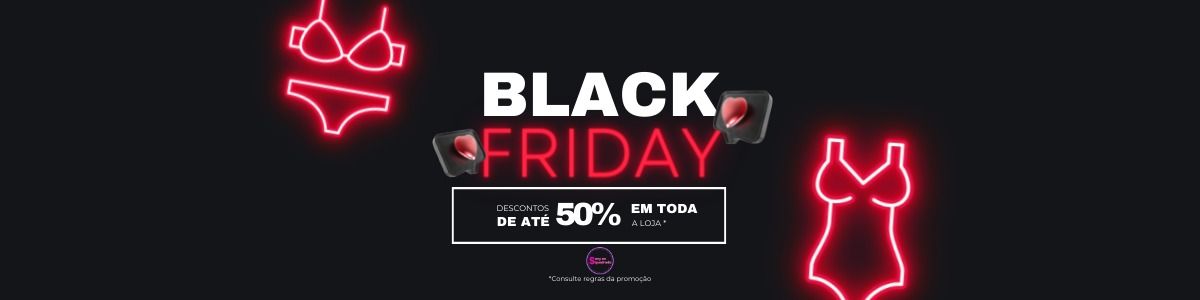 BLACK
FRIDAY
DESCONTOS
DE ATÉ
50%
EM TODA
A LOJA *
*Consulte regras da promoção